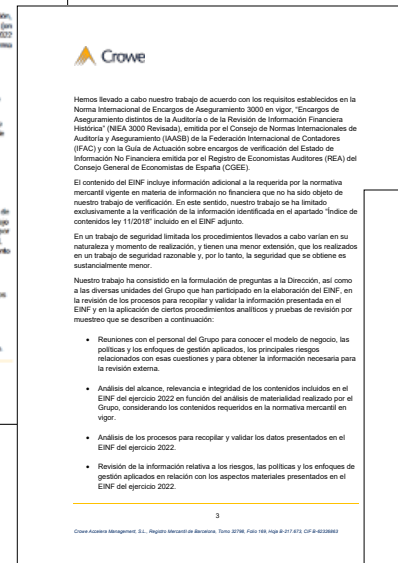 Crowe
Hemos llevado a cabo nuestro trabajo de acuerdo con los requisitos establecidos en la
Norma Internacional de Encargos de Aseguramiento 3000 en vigor, "Encargos de
Aseguramiento distintos de la Auditoría o de la Revisión de Información Financiera
Histórica" (NIEA 3000 Revisada), emitida por el Consejo de Normas Internacionales de
Auditoría y Aseguramiento (IAASB) de la Federación Internacional de Contadores
(IFAC) y con la Guía de Actuación sobre encargos de verificación del Estado de
Información No Financiera emitida por el Registro de Economistas Auditores (REA) del
Consejo General de Economistas de España (CGEE).
El contenido del EINF incluye información adicional a la requerida por la normativa
mercantil vigente en materia de información no financiera que no ha sido objeto de
nuestro trabajo de verificación. En este sentido, nuestro trabajo se ha limitado
exclusivamente a la verificación de la información identificada en el apartado "Índice de
contenidos ley 11/2018" incluido en el EINF adjunto.
En un trabajo de seguridad limitada los procedimientos llevados a cabo varían en su
naturaleza y momento de realización, y tienen una menor extensión, que los realizados
en un trabajo de seguridad razonable y, por lo tanto, la seguridad que se obtiene es
sustancialmente menor.
Nuestro trabajo ha consistido en la formulación de preguntas a la Dirección, así como
a las diversas unidades del Grupo que han participado en la elaboración del EINF, en
la revisión de los procesos para recopilar y validar la información presentada en el
EINF y en la aplicación de ciertos procedimientos analíticos y pruebas de revisión por
muestreo que se describen a continuación:
• Reuniones con el personal del Grupo para conocer el modelo de negocio, las
políticas y los enfoques de gestión aplicados, los principales riesgos
relacionados con esas cuestiones y para obtener la información necesaria para
la revisión externa.
• Análisis del alcance, relevancia e integridad de los contenidos incluidos en el
EINF del ejercicio 2022 en función del análisis de materialidad realizado por el
Grupo, considerando los contenidos requeridos en la normativa mercantil en
vigor.
• Análisis de los procesos para recopilar y validar los datos presentados en el
EINF del ejercicio 2022.
• Revisión de la información relativa a los riesgos, las políticas y los enfoques de
gestión aplicados en relación con los aspectos materiales presentados en el
EINF del ejercicio 2022.
3
Crowe Accelera Management, S.L., Registro Mercantil de Barcelona, Tomo 32798, Folio 169, Hoja B-217.673, CIF B-62328863